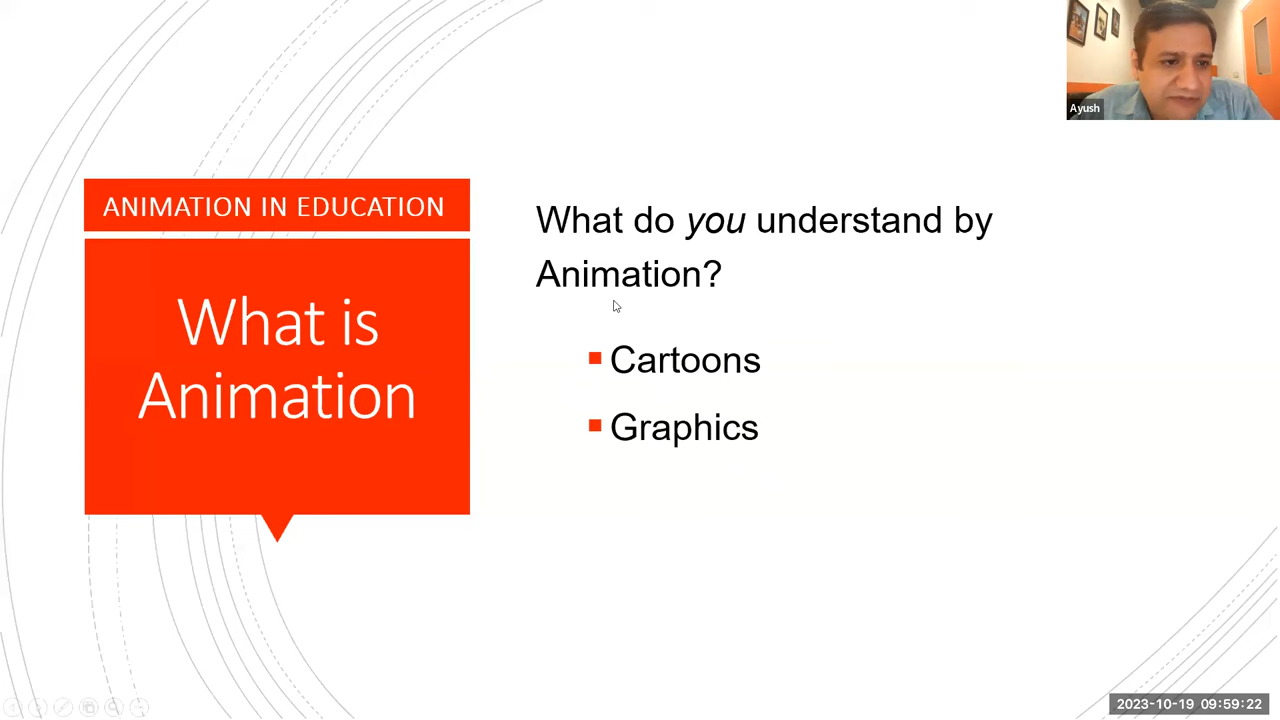 Ayush
ANIMATION IN EDUCATION
What is
Animation
What do you understand by
Animation?
Cartoons
Graphics
2023-10-19 09:59:22